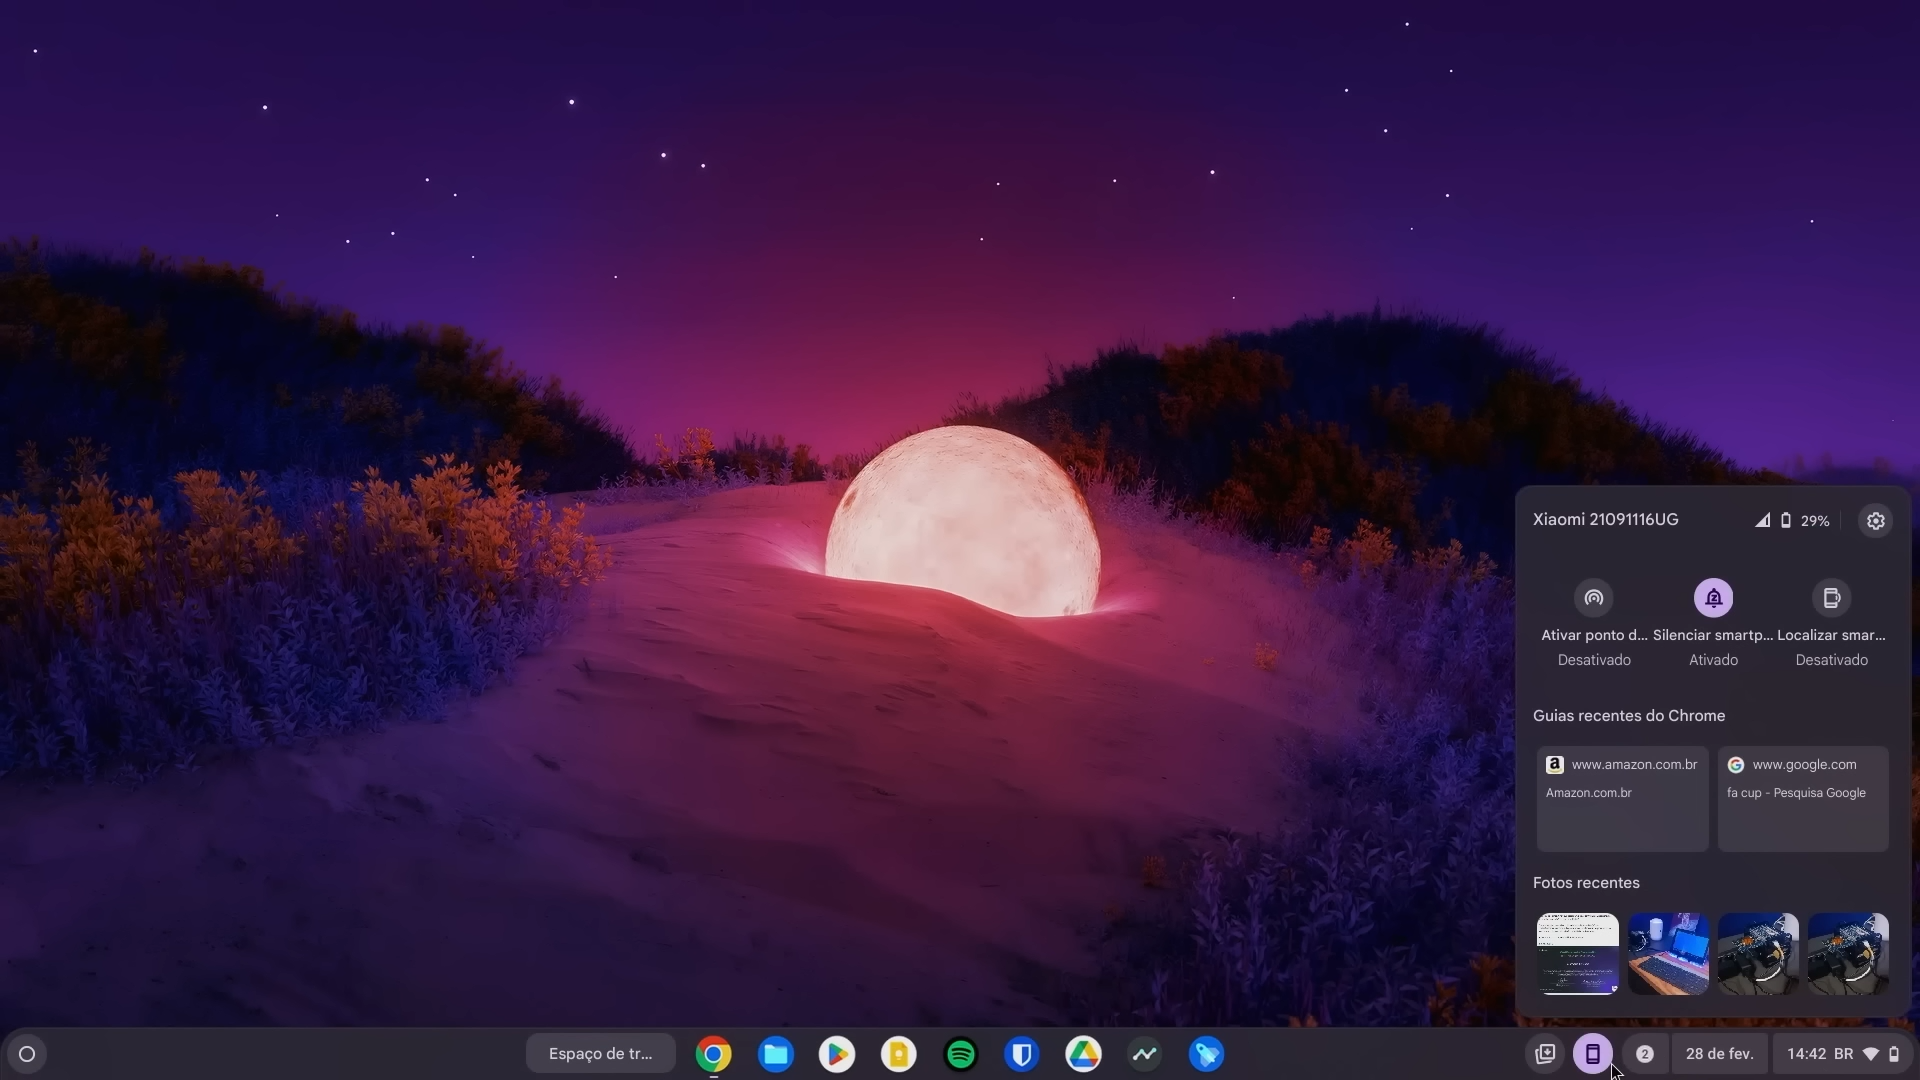 Xiaomi 21091116UG
29%
Ativar ponto d... Silenciar smartp... Localizar smar...
Desativado Ativado Desativado
Guias recentes do Chrome
www.amazon.com.br
Amazon.com.br
www.google.com
fa cup - Pesquisa Google
Fotos recentes
Espaço de tr...
2
28 de fev.
14:42 BR